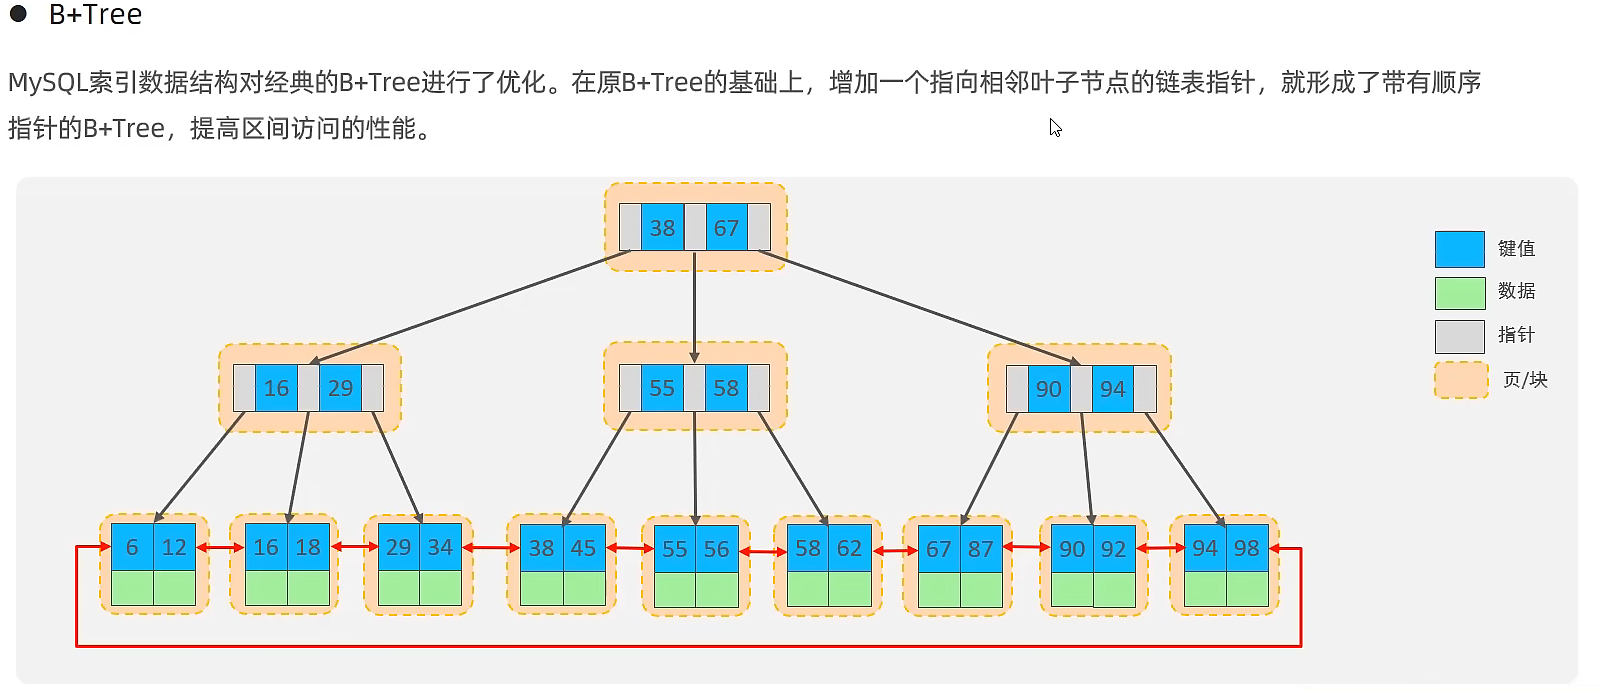 ● B+Tree
MySQL索引数据结构对经典的B+Tree进行了优化。在原B+Tree的基础上，增加一个指向相邻叶子节点的链表指针，就形成了带有顺序
指针的B+Tree，提高区间访问的性能。
38 67
键值
数据
指针
页/块
16 29 55 58 90 94
6 12 16 18 29 34 38 45 55 56 58 62 67 87 90 92 94 98